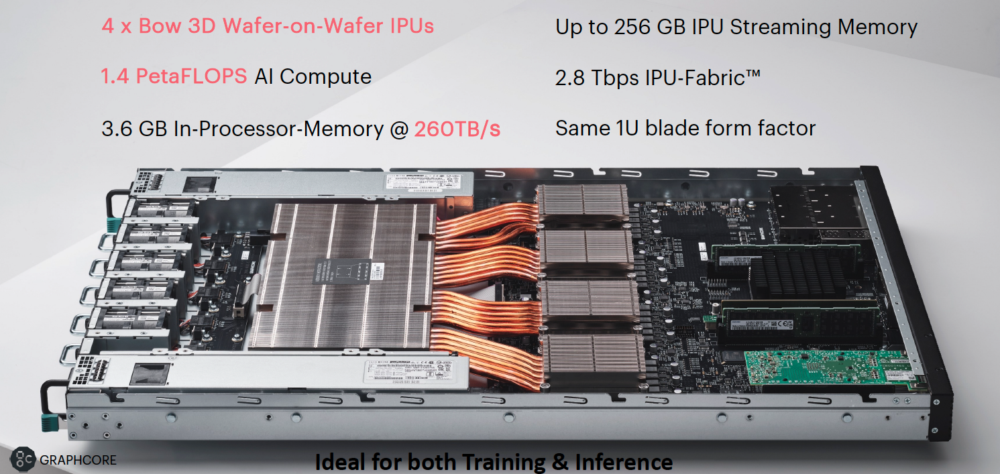 4 x Bow 3D Wafer-on-Wafer IPUs
1.4 PetaFLOPS AI Compute
3.6 GB In-Processor-Memory @ 260TB/s
Up to 256 GB IPU Streaming Memory
2.8 Tbps IPU-Fabric™
Same 1U blade form factor
GRAPHCORE
Ideal for both Training & Inference